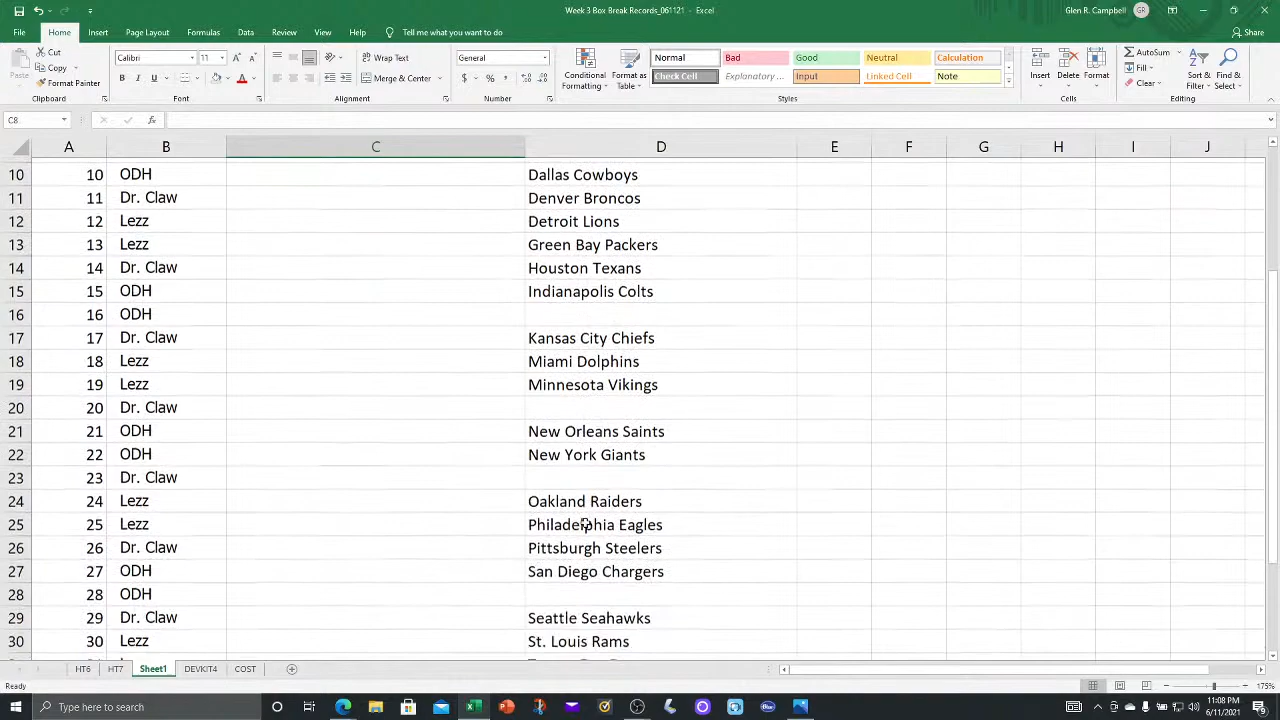 Week 3 Box Break Records_061121 - Excel
Glen R. Campbell
File Home Insert Page Layout Formulas Data Review View Help Tell me what you want to do
Share
Cut
Copy
Format Painter
Paste
Clipboard
Calibri 11
B I U
Font
Wrap Text
Merge & Center
Alignment
General
$ % ,
Number
Conditional Formatting
Format as Table
Normal Bad Good Neutral Calculation
Check Cell Explanatory ... Input Linked Cell Note
Styles
Insert Delete Format
Cells
AutoSum
Fill
Clear
Sort & Filter
Find & Select
Editing
C8
fx
A B C D E F G H I J
10 10 ODH Dallas Cowboys
11 11 Dr. Claw Denver Broncos
12 12 Lezz Detroit Lions
13 13 Lezz Green Bay Packers
14 14 Dr. Claw Houston Texans
15 15 ODH Indianapolis Colts
16 16 ODH
17 17 Dr. Claw Kansas City Chiefs
18 18 Lezz Miami Dolphins
19 19 Lezz Minnesota Vikings
20 20 Dr. Claw
21 21 ODH New Orleans Saints
22 22 ODH New York Giants
23 23 Dr. Claw
24 24 Lezz Oakland Raiders
25 25 Lezz Philadelphia Eagles
26 26 Dr. Claw Pittsburgh Steelers
27 27 ODH San Diego Chargers
28 28 ODH
29 29 Dr. Claw Seattle Seahawks
30 30 Lezz St. Louis Rams
HT6 HT7 Sheet1 DEVKIT4 COST
Ready
175%
Type here to search
11:08 PM
6/11/2021